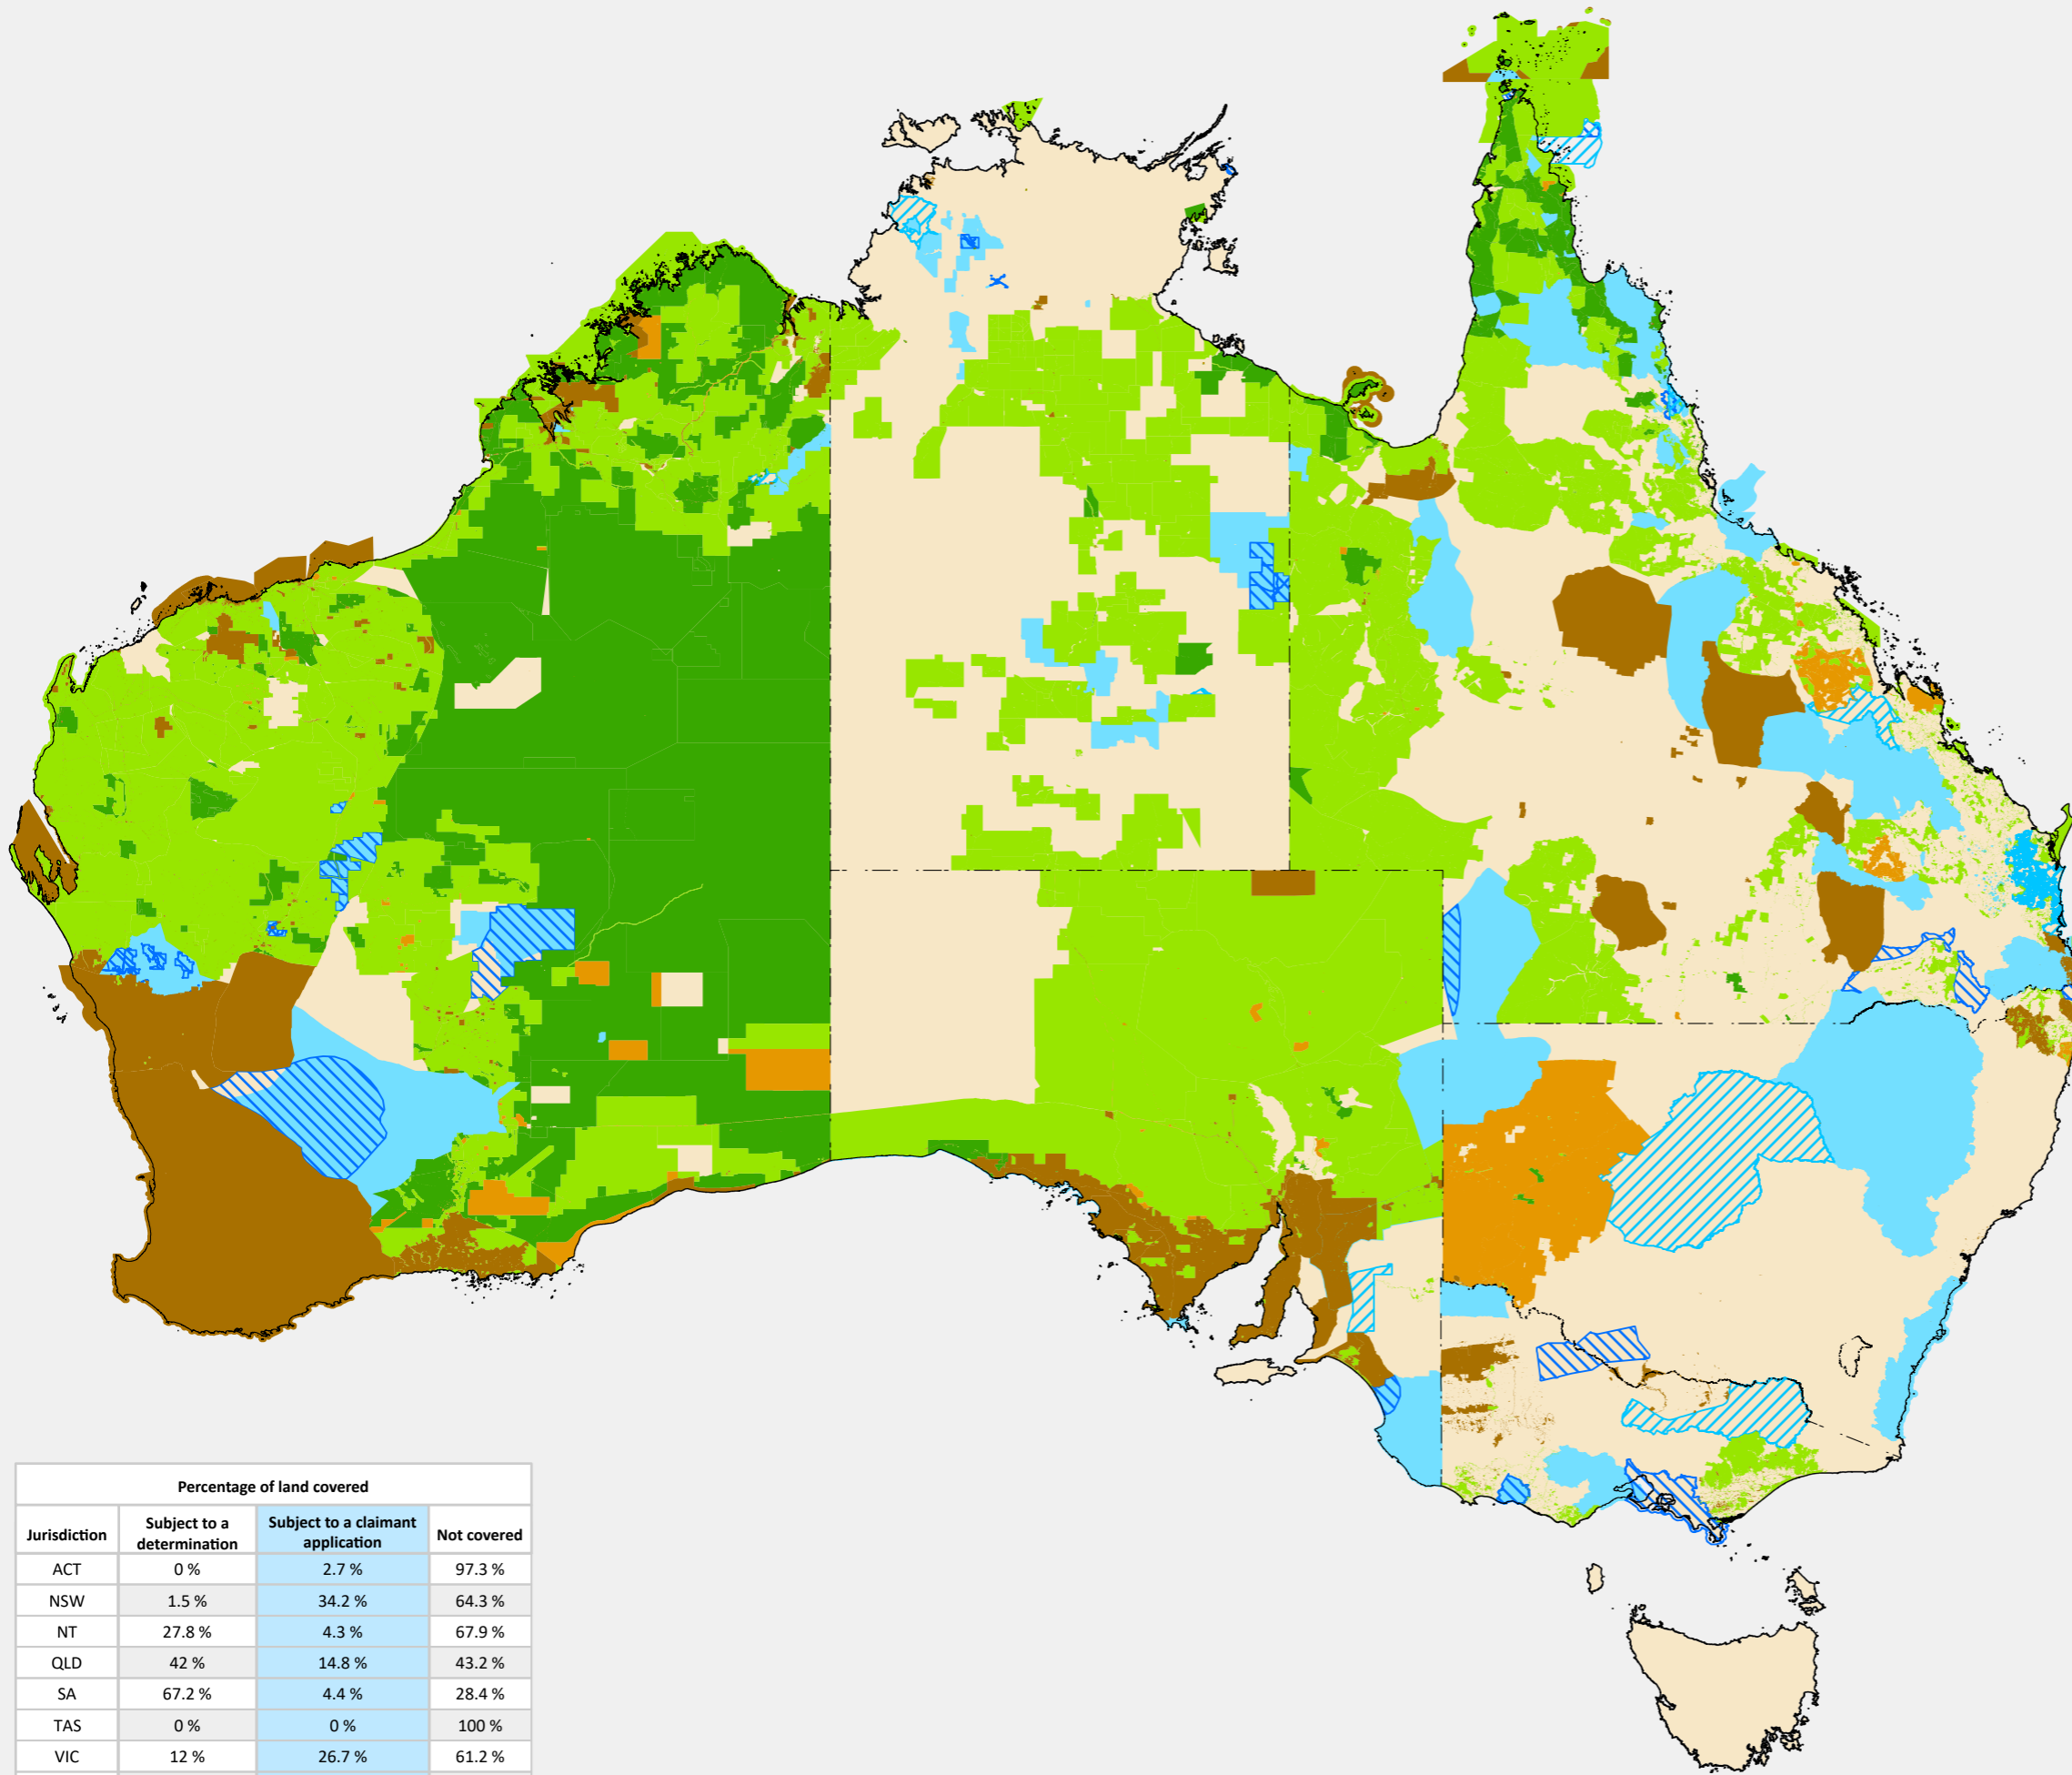 Percentage of land covered
Jurisdiction Subject to a determination Subject to a claimant application Not covered
ACT 0 % 2.7 % 97.3 %
NSW 1.5 % 34.2 % 64.3 %
NT 27.8 % 4.3 % 67.9 %
QLD 42 % 14.8 % 43.2 %
SA 67.2 % 4.4 % 28.4 %
TAS 0 % 0 % 100 %
VIC 12 % 26.7 % 61.2 %